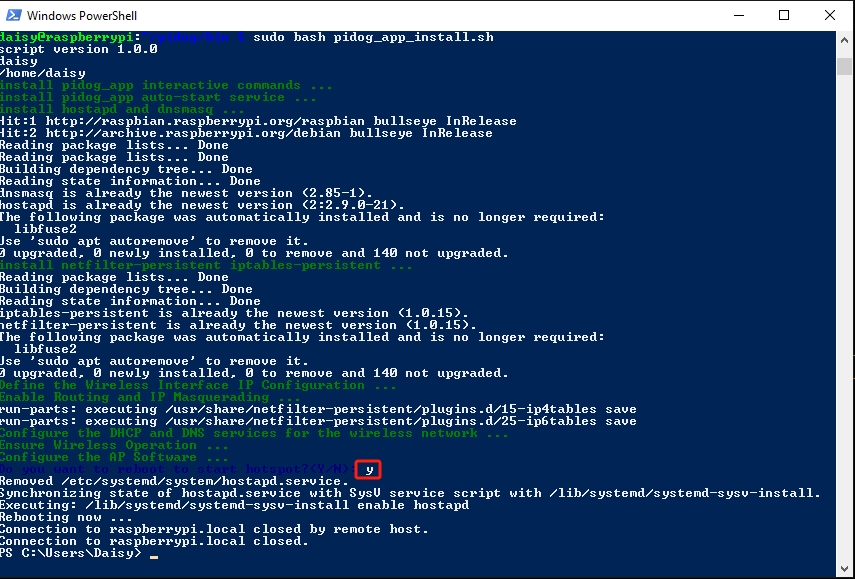 Windows PowerShell
daisy@raspberrypi:~/pidog/bin $ sudo bash pidog_app_install.sh
script version 1.0.0
daisy
/home/daisy
install pidog_app interactive commands ...
install pidog_app auto-start service ...
install hostapd and dnsmasq ...
Hit:1 http://raspbian.raspberrypi.org/raspbian bullseye InRelease
Hit:2 http://archive.raspberrypi.org/debian bullseye InRelease
Reading package lists... Done
Reading package lists... Done
Building dependency tree... Done
Reading state information... Done
dnsmasq is already the newest version (2.85-1).
hostapd is already the newest version (2:2.9.0-21).
The following package was automatically installed and is no longer required:
libfuse2
Use 'sudo apt autoremove' to remove it.
0 upgraded, 0 newly installed, 0 to remove and 140 not upgraded.
install netfilter-persistent iptables-persistent ...
Reading package lists... Done
Building dependency tree... Done
Reading state information... Done
iptables-persistent is already the newest version (1.0.15).
netfilter-persistent is already the newest version (1.0.15).
The following package was automatically installed and is no longer required:
libfuse2
Use 'sudo apt autoremove' to remove it.
0 upgraded, 0 newly installed, 0 to remove and 140 not upgraded.
Define the Wireless Interface IP Configuration ...
Enable Routing and IP Masquerading ...
run-parts: executing /usr/share/netfilter-persistent/plugins.d/15-ip4tables save
run-parts: executing /usr/share/netfilter-persistent/plugins.d/25-ip6tables save
Configure the DHCP and DNS services for the wireless network ...
Ensure Wireless Operation ...
Configure the AP Software ...
Do you want to reboot to start hotspot?(Y/N) y
Removed /etc/systemd/system/hostapd.service.
Synchronizing state of hostapd.service with SysV service script with /lib/systemd/systemd-sysv-install.
Executing: /lib/systemd/systemd-sysv-install enable hostapd
Rebooting now ...
Connection to raspberrypi.local closed by remote host.
Connection to raspberrypi.local closed.
PS C:\Users\Daisy> _